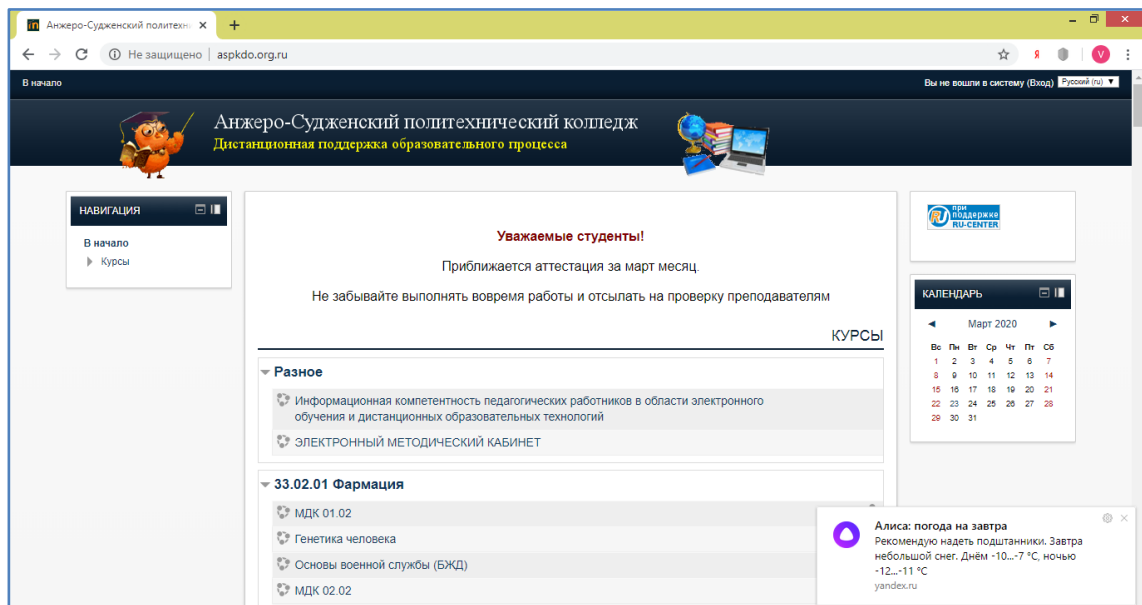 Анжеро-Судженский политехни
Не защищено | aspkdo.org.ru
Я
V
В начало
Вы не вошли в систему (Вход) Русский (ru)
Анжеро-Судженский политехнический колледж
Дистанционная поддержка образовательного процесса
НАВИГАЦИЯ
В начало
Курсы
Уважаемые студенты!
Приближается аттестация за март месяц.
Не забывайте выполнять вовремя работы и отсылать на проверку преподавателям
КУРСЫ
Разное
Информационная компетентность педагогических работников в области электронного
обучения и дистанционных образовательных технологий
ЭЛЕКТРОННЫЙ МЕТОДИЧЕСКИЙ КАБИНЕТ
33.02.01 Фармация
МДК 01.02
Генетика человека
Основы военной службы (БЖД)
МДК 02.02
RU
при
поддержке
RU-CENTER
КАЛЕНДАРЬ
Март 2020
Вс Пн Вт Ср Чт Пт Сб
1 2 3 4 5 6 7
8 9 10 11 12 13 14
15 16 17 18 19 20 21
22 23 24 25 26 27 28
29 30 31
Алиса: погода на завтра
Рекомендую надеть подштанники. Завтра
небольшой снег. Днём -10...-7 °C, ночью
-12...-11 °C
yandex.ru